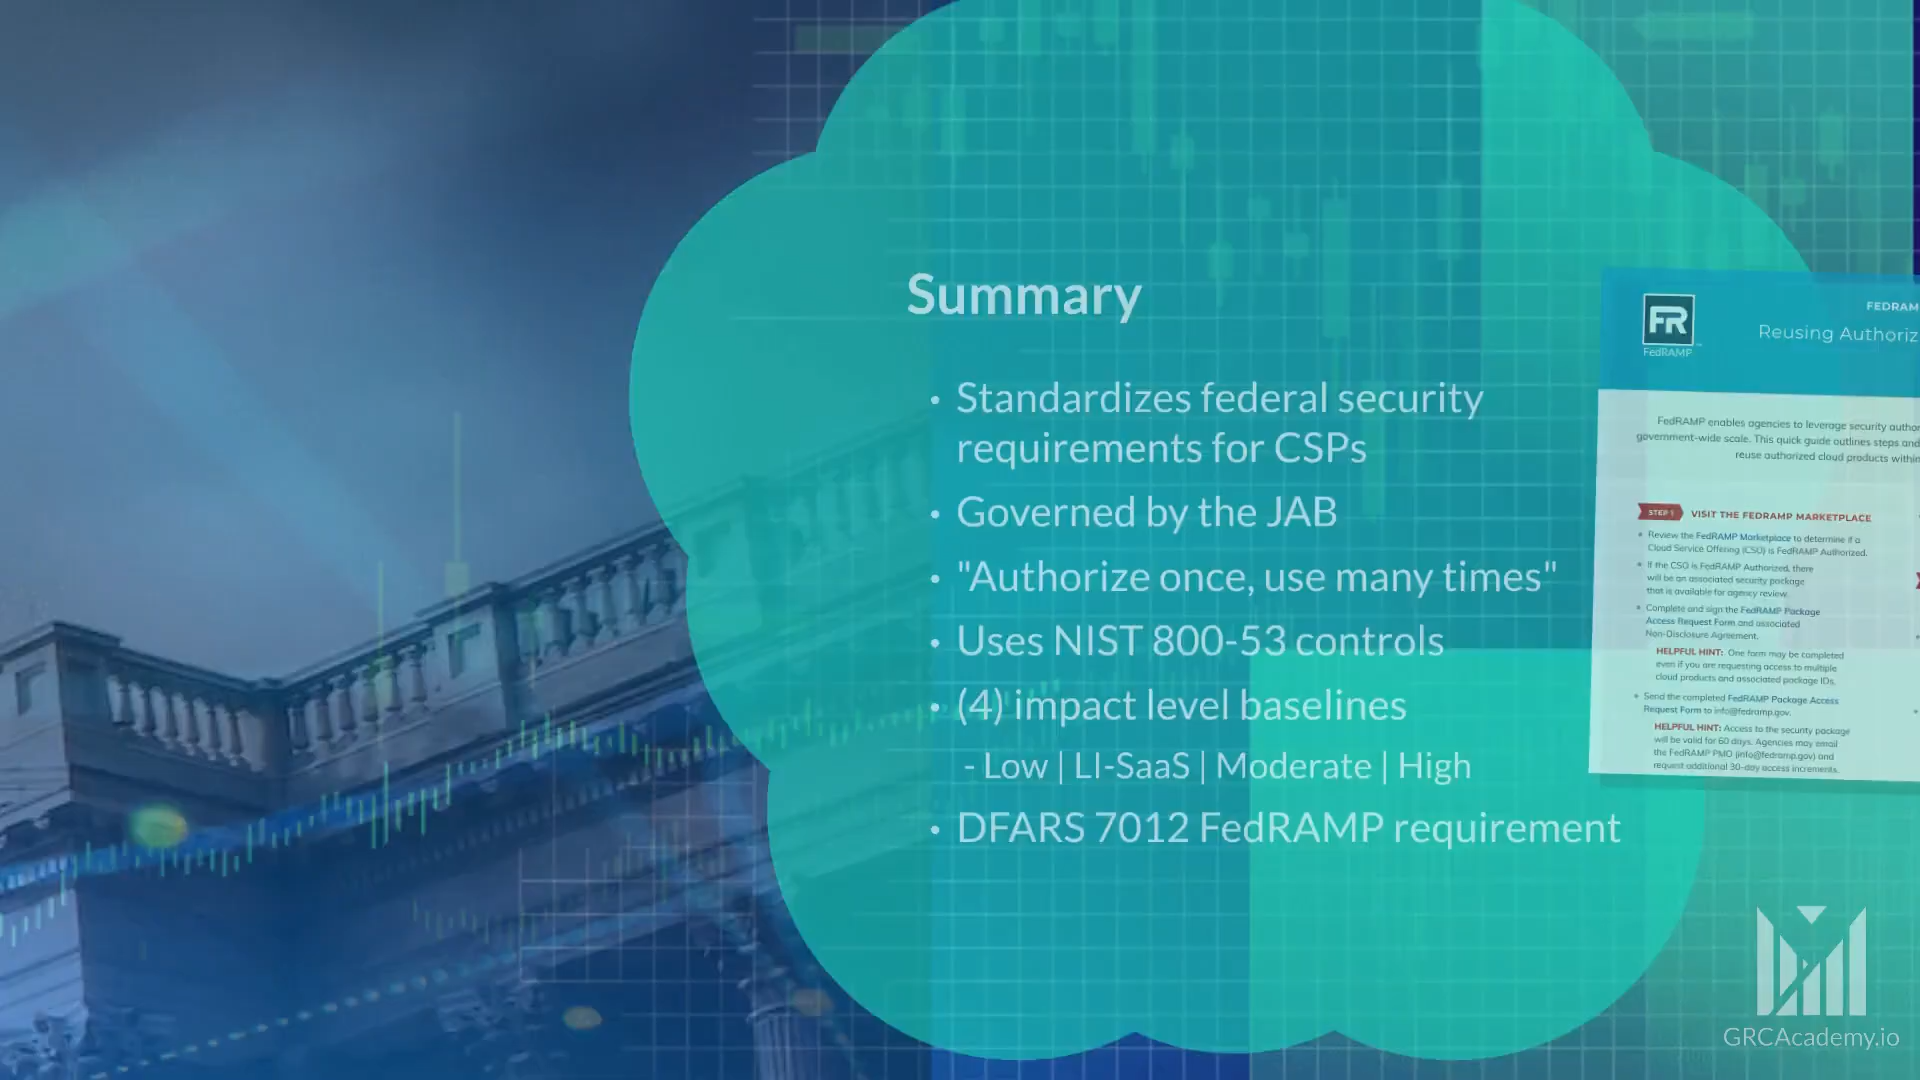 Summary
• Standardizes federal security
requirements for CSPs
• Governed by the JAB
• "Authorize once, use many times"
• Uses NIST 800-53 controls
• (4) impact level baselines
- Low | LI-SaaS | Moderate | High
• DFARS 7012 FedRAMP requirement
FR
FedRAMP
Reusing
FedRAMP enables agencies to leverage security
government-wide scale. This quick guide outlines steps and
reuse authorized cloud products within
STEP 1 VISIT THE FEDRAMP MARKETPLACE
• Review the FedRAMP Marketplace to determine if a
Cloud Service Offering (CSO) is FedRAMP Authorized.
• If the CSO is FedRAMP Authorized, there
will be an associated security package
that is available for agency review.
• Complete and sign the FedRAMP Package
Access Request Form and associated
Non-Disclosure Agreement.
HELPFUL HINT: One form may be completed
even if you are requesting access to multiple
cloud products and associated package IDs.
• Send the completed FedRAMP Package Access
Request Form to info@fedramp.gov.
HELPFUL HINT: Access to the security package
will be valid for 60 days. Agencies may email
the FedRAMP PMO (info@fedramp.gov) and
request additional 30-day access increments.
GRCAcademy.io